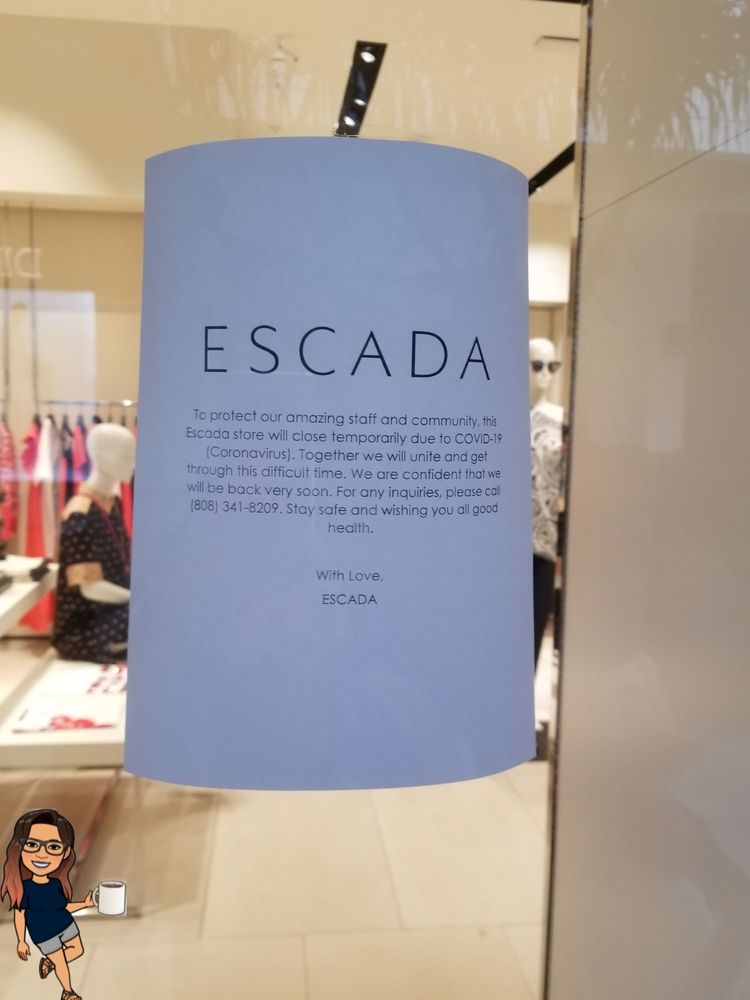 ESCADA
To protect our amazing staff and community, this
Escada store will close temporarily due to COVID-19
(Coronavirus). Together we will unite and get
through this difficult time. We are confident that we
will be back very soon. For any inquiries, please call
(808) 341-8209. Stay safe and wishing you all good
health.
With Love,
ESCADA